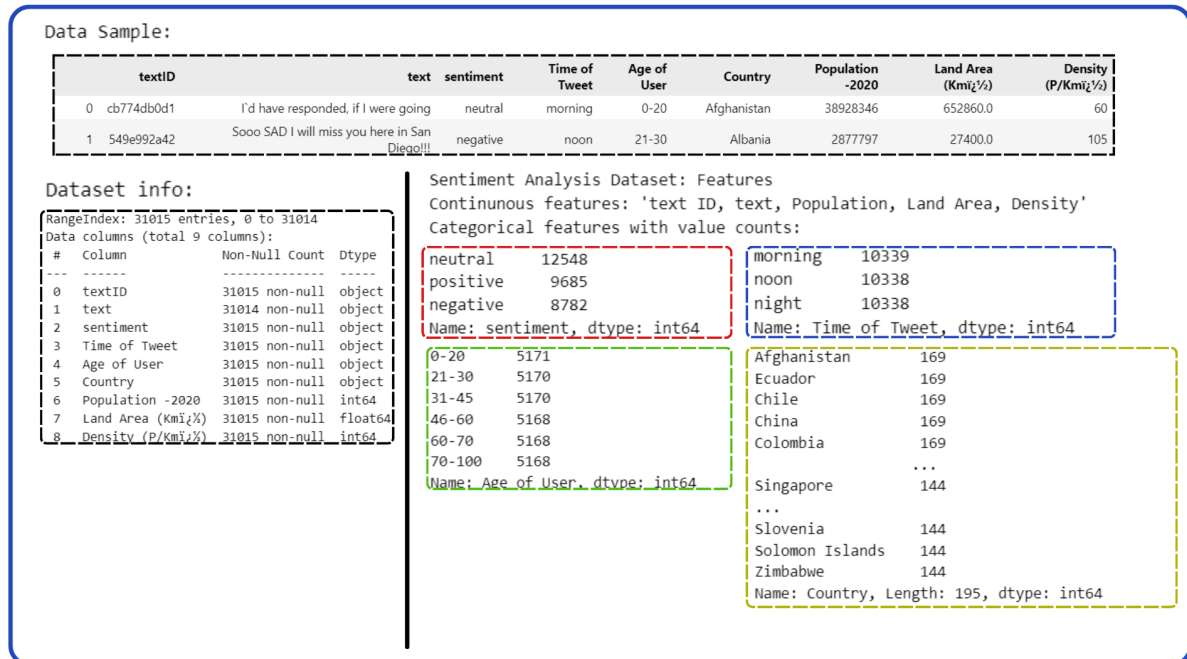 Data Sample:
textID text sentiment Time of Tweet Age of User Country Population -2020 Land Area (Kmï¿½) Density (P/Kmï¿½)
0 cb774db0d1 I`d have responded, if I were going neutral morning 0-20 Afghanistan 38928346 652860.0 60
1 549e992a42 Sooo SAD I will miss you here in San Diego!!! negative noon 21-30 Albania 2877797 27400.0 105
Dataset info:
RangeIndex: 31015 entries, 0 to 31014
Data columns (total 9 columns):
# Column Non-Null Count Dtype
--- ------ -------------- -----
0 textID 31015 non-null object
1 text 31014 non-null object
2 sentiment 31015 non-null object
3 Time of Tweet 31015 non-null object
4 Age of User 31015 non-null object
5 Country 31015 non-null object
6 Population -2020 31015 non-null int64
7 Land Area (Kmï¿½) 31015 non-null float64
8 Density (P/Kmï¿½) 31015 non-null int64
Sentiment Analysis Dataset: Features
Continunous features: 'text ID, text, Population, Land Area, Density'
Categorical features with value counts:
neutral 12548
positive 9685
negative 8782
Name: sentiment, dtype: int64
morning 10339
noon 10338
night 10338
Name: Time of Tweet, dtype: int64
0-20 5171
21-30 5170
31-45 5170
46-60 5168
60-70 5168
70-100 5168
Name: Age of User, dtype: int64
Afghanistan 169
Ecuador 169
Chile 169
China 169
Colombia 169
...
Singapore 144
...
Slovenia 144
Solomon Islands 144
Zimbabwe 144
Name: Country, Length: 195, dtype: int64